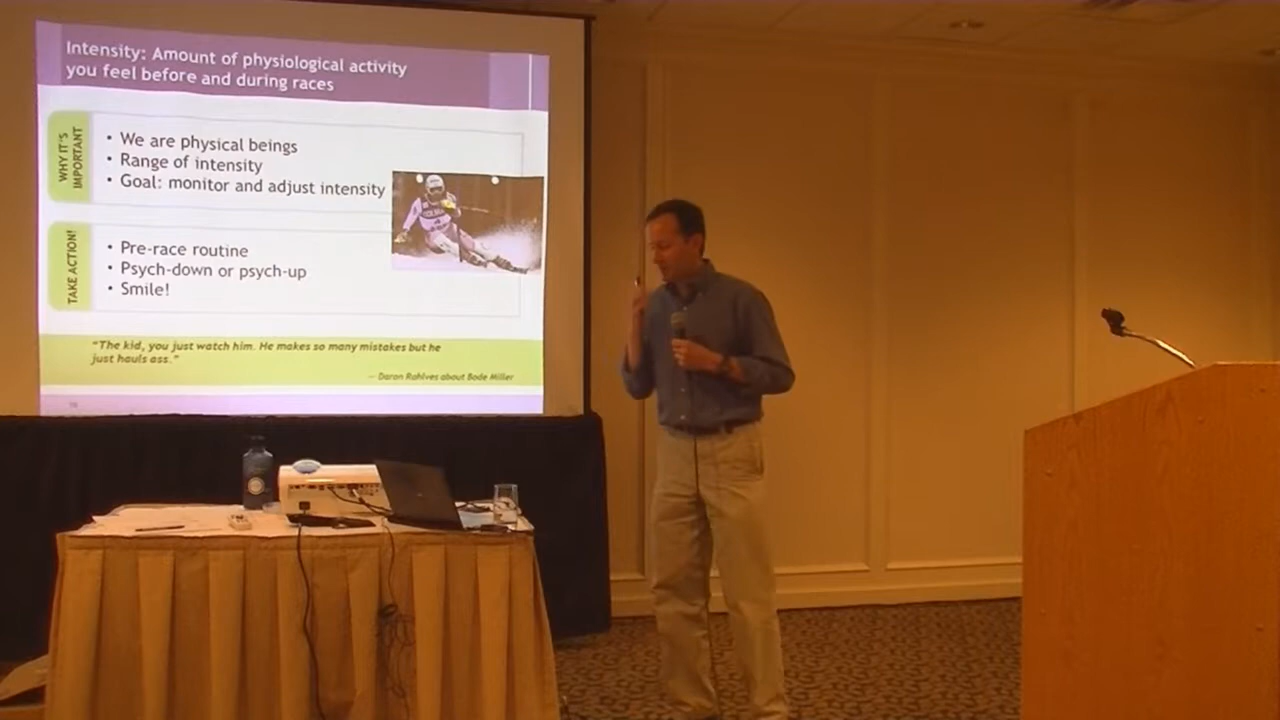 Intensity: Amount of physiological activity
you feel before and during races
WHY IT'S
IMPORTANT
• We are physical beings
• Range of intensity
• Goal: monitor and adjust intensity
TAKE ACTION!
• Pre-race routine
• Psych-down or psych-up
• Smile!
"The kid, you just watch him. He makes so many mistakes but he
just hauls ass."
— Daron Rahlves about Bode Miller